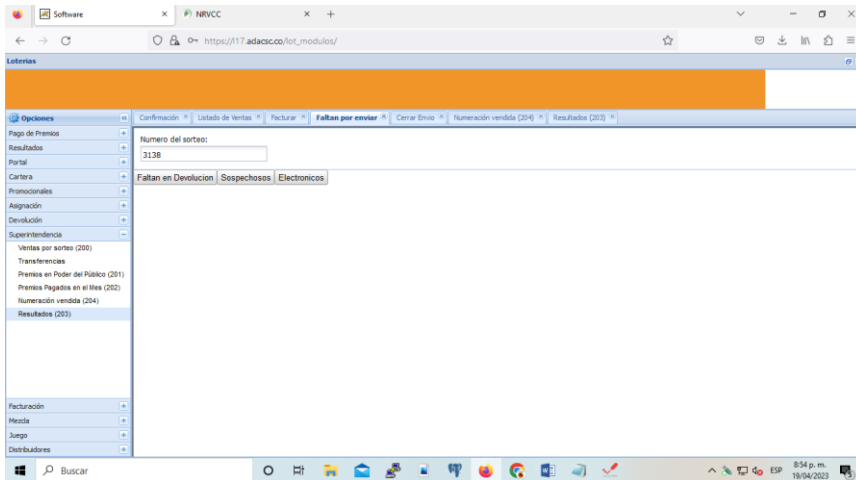 Software
NRVCC
https://l17.adacsc.co/lot_modulos/
Loterias
Opciones
Confirmación
Listado de Ventas
Facturar
Faltan por enviar
Cerrar Envio
Numeración vendida (204)
Resultados (203)
Pago de Premios
Resultados
Portal
Cartera
Promocionales
Asignación
Devolución
Superintendencia
Ventas por sorteo (200)
Transferencias
Premios en Poder del Público (201)
Premios Pagados en el Mes (202)
Numeración vendida (204)
Resultados (203)
Facturación
Mezcla
Juego
Distribuidores
Numero del sorteo:
3138
Faltan en Devolucion Sospechosos Electronicos
Buscar
ESP
8:54 p. m.
19/04/2023